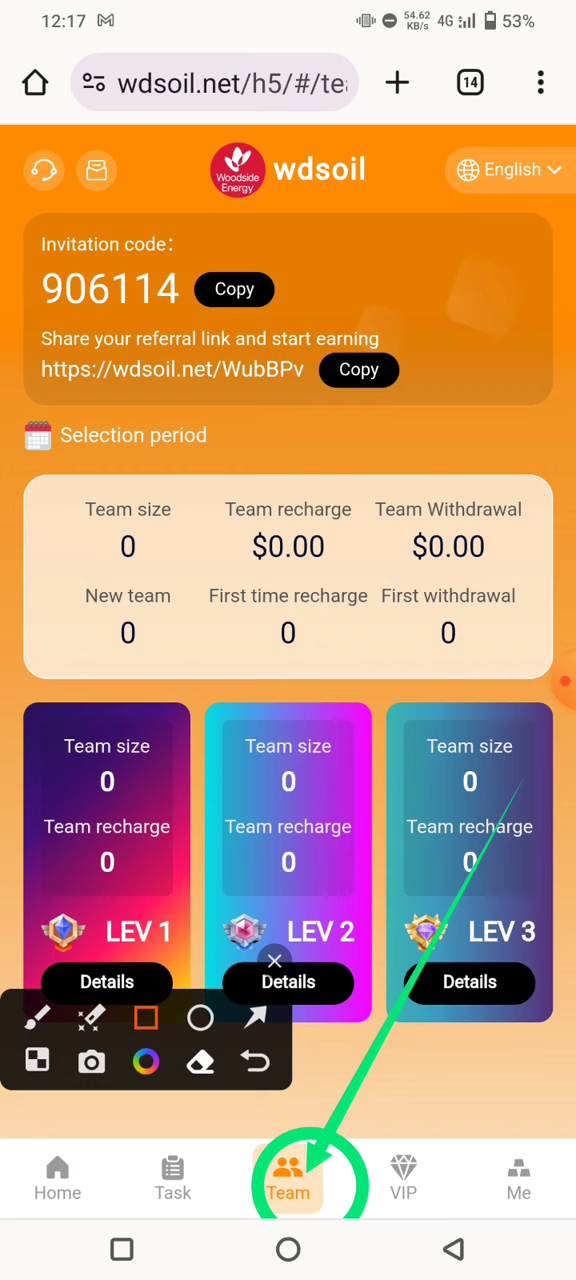 12:17
54.62 KB/s 4G 53%
wdsoil.net/h5/#/te
14
Woodside Energy
wdsoil
English
Invitation code:
906114 Copy
Share your referral link and start earning
https://wdsoil.net/WubBPv Copy
Selection period
Team size Team recharge Team Withdrawal
0 $0.00 $0.00
New team First time recharge First withdrawal
0 0 0
Team size Team size Team size
0 0 0
Team recharge Team recharge Team recharge
0 0 0
LEV 1 LEV 2 LEV 3
Details Details Details
Home Task Team VIP Me